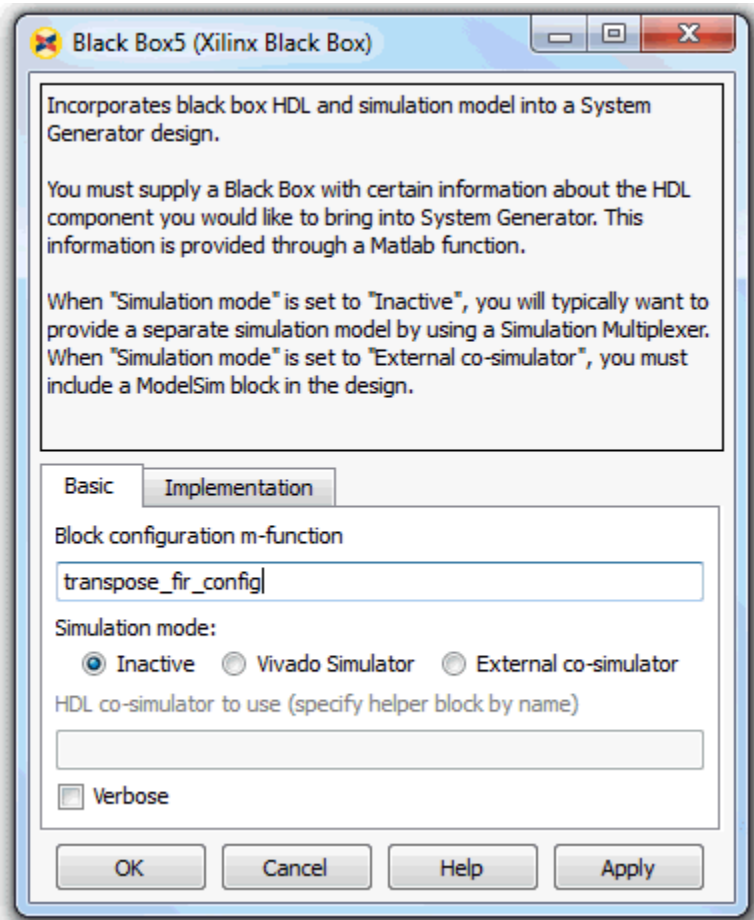 Black Box5 (Xilinx Black Box)
Incorporates black box HDL and simulation model into a System
Generator design.
You must supply a Black Box with certain information about the HDL
component you would like to bring into System Generator. This
information is provided through a Matlab function.
When "Simulation mode" is set to "Inactive", you will typically want to
provide a separate simulation model by using a Simulation Multiplexer.
When "Simulation mode" is set to "External co-simulator", you must
include a ModelSim block in the design.
Basic Implementation
Block configuration m-function
transpose_fir_config
Simulation mode:
Inactive Vivado Simulator External co-simulator
HDL co-simulator to use (specify helper block by name)
Verbose
OK Cancel Help Apply